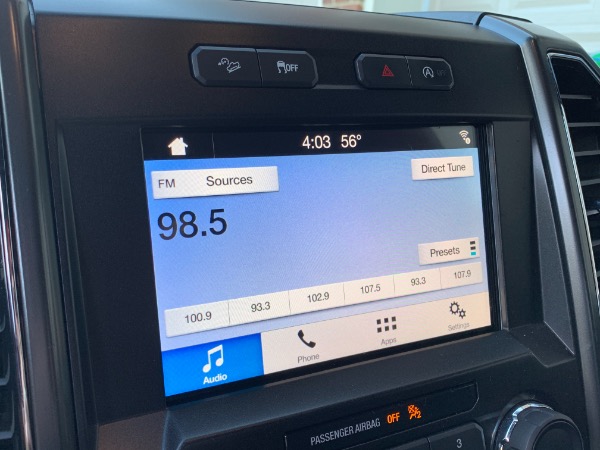 OFF
4:03 56°
FM Sources
Direct Tune
98.5
Presets
100.9 93.3 102.9 107.5 93.3 107.9
Audio
Phone
Apps
Settings
PASSENGER AIRBAG OFF 2
3